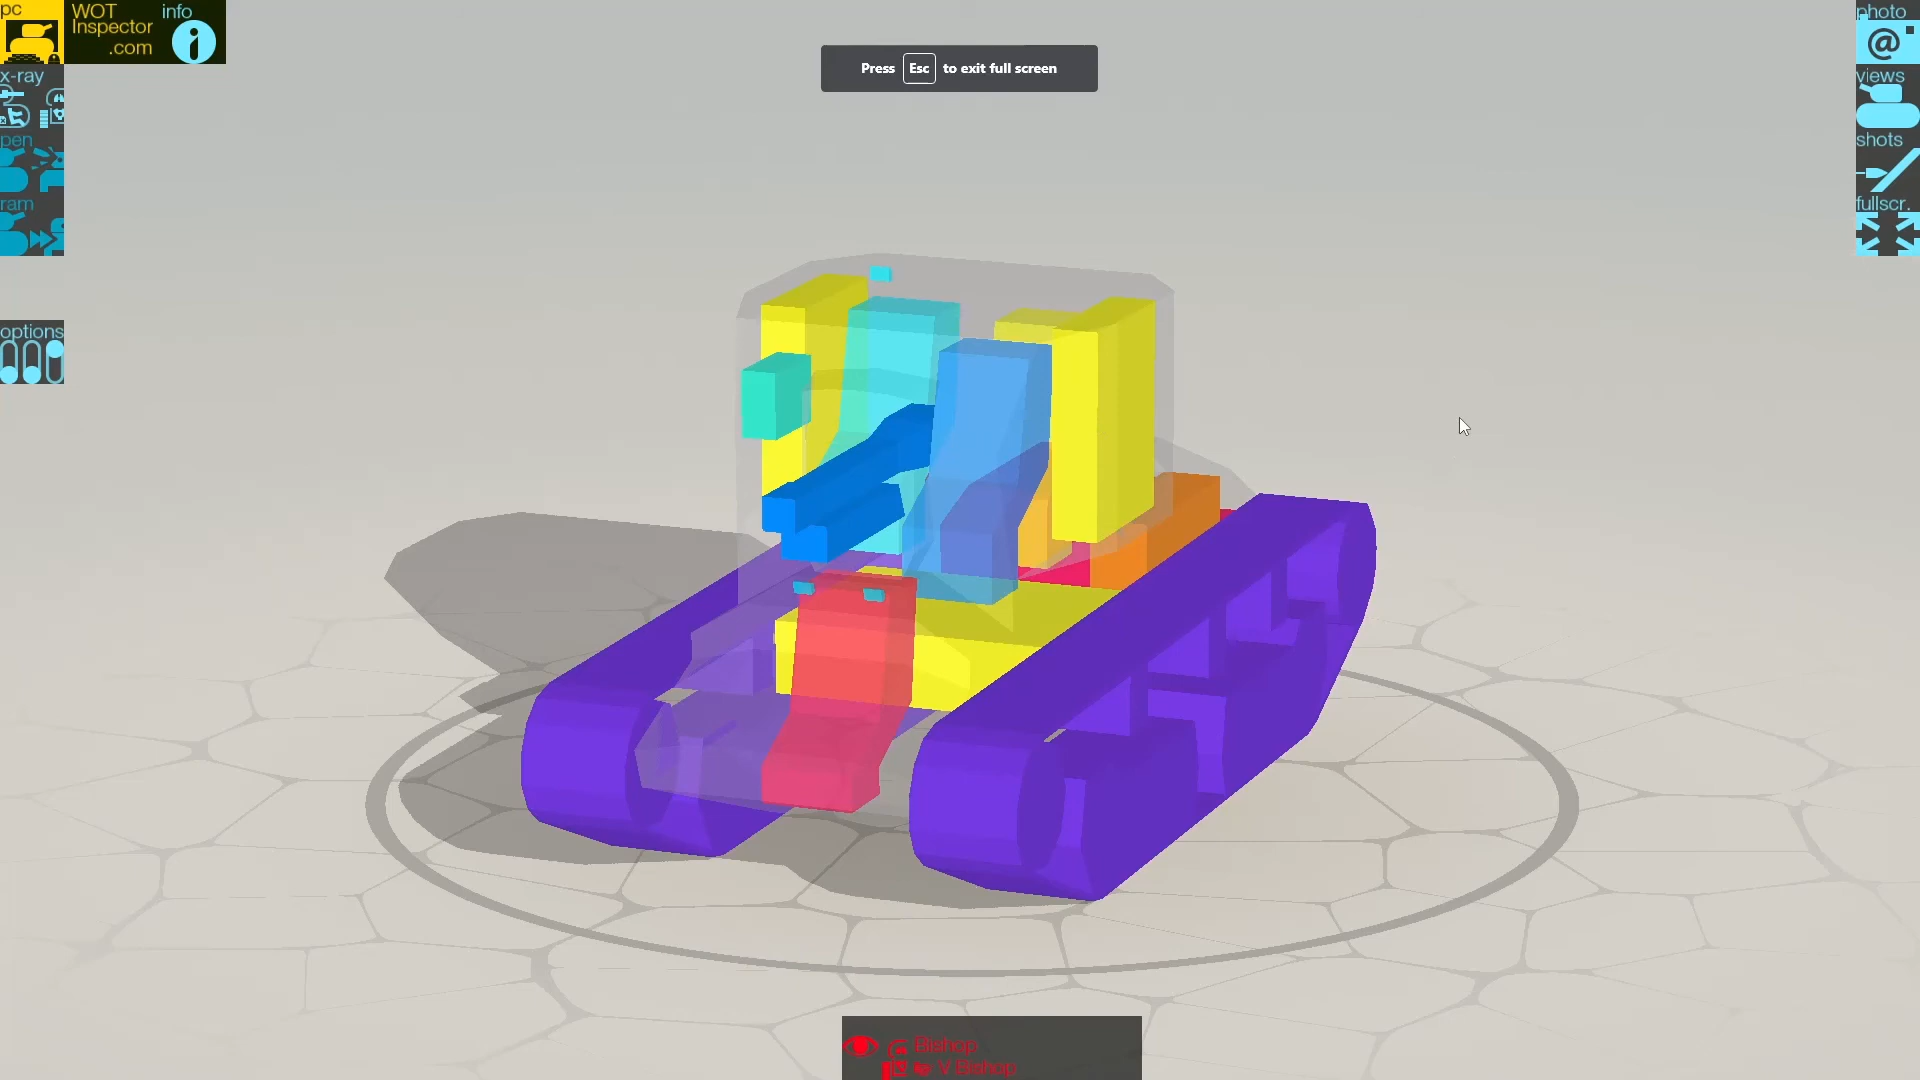 pc
WOT
Inspector
.com
info
x-ray
pen
ram
options
Press Esc to exit full screen
photo
views
shots
fullscr.
Bishop
V Bishop